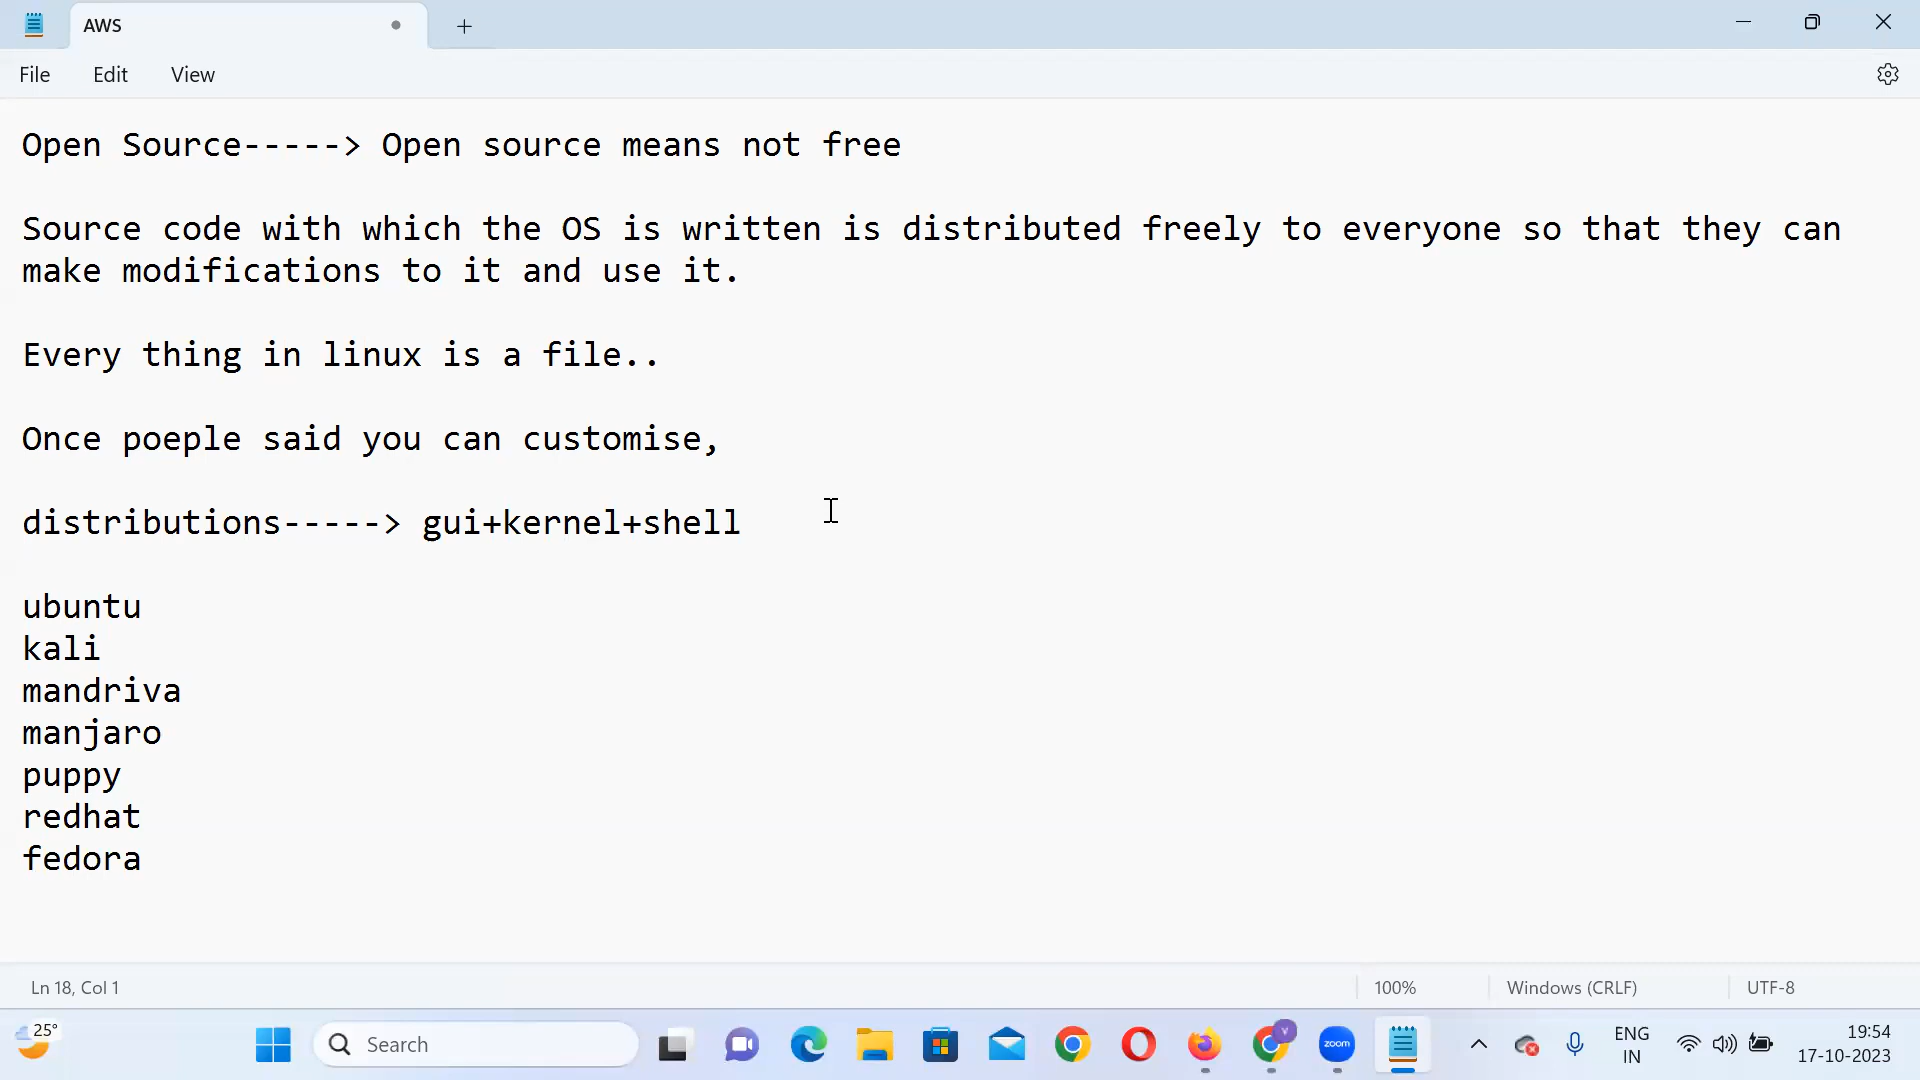 AWS
File Edit View
Open Source-----> Open source means not free
Source code with which the OS is written is distributed freely to everyone so that they can
make modifications to it and use it.
Every thing in linux is a file..
Once poeple said you can customise,
distributions-----> gui+kernel+shell
ubuntu
kali
mandriva
manjaro
puppy
redhat
fedora
Ln 18, Col 1 100% Windows (CRLF) UTF-8
25° Search zoom V ENG 19:54
IN 17-10-2023